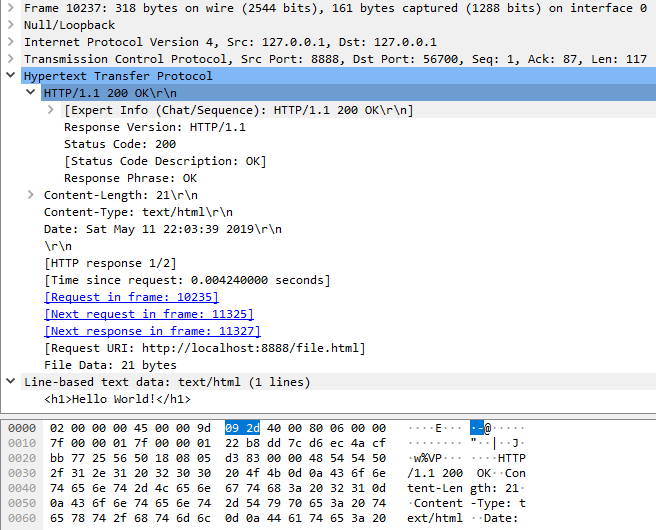 Frame 10237: 318 bytes on wire (2544 bits), 161 bytes captured (1288 bits) on interface 0
Null/Loopback
Internet Protocol Version 4, Src: 127.0.0.1, Dst: 127.0.0.1
Transmission Control Protocol, Src Port: 8888, Dst Port: 56700, Seq: 1, Ack: 87, Len: 117
Hypertext Transfer Protocol
HTTP/1.1 200 OK\r\n
[Expert Info (Chat/Sequence): HTTP/1.1 200 OK\r\n]
Response Version: HTTP/1.1
Status Code: 200
[Status Code Description: OK]
Response Phrase: OK
Content-Length: 21\r\n
Content-Type: text/html\r\n
Date: Sat May 11 22:03:39 2019\r\n
\r\n
[HTTP response 1/2]
[Time since request: 0.004240000 seconds]
[Request in frame: 10235]
[Next request in frame: 11325]
[Next response in frame: 11327]
[Request URI: http://localhost:8888/file.html]
File Data: 21 bytes
Line-based text data: text/html (1 lines)
<h1>Hello World!</h1>
0000 02 00 00 00 45 00 00 9d 09 2d 40 00 80 06 00 00 ····E··· ·-@·····
0010 7f 00 00 01 7f 00 00 01 22 b8 dd 7c d6 ec 4a cf ········ "··|··J·
0020 bb 77 25 56 50 18 08 05 d3 83 00 00 48 54 54 50 ·w%VP··· ····HTTP
0030 2f 31 2e 31 20 32 30 30 20 4f 4b 0d 0a 43 6f 6e /1.1 200 OK··Con
0040 74 65 6e 74 2d 4c 65 6e 67 74 68 3a 20 32 31 0d tent-Len gth: 21·
0050 0a 43 6f 6e 74 65 6e 74 2d 54 79 70 65 3a 20 74 ·Content -Type: t
0060 65 78 74 2f 68 74 6d 6c 0d 0a 44 61 74 65 3a 20 ext/html ··Date: